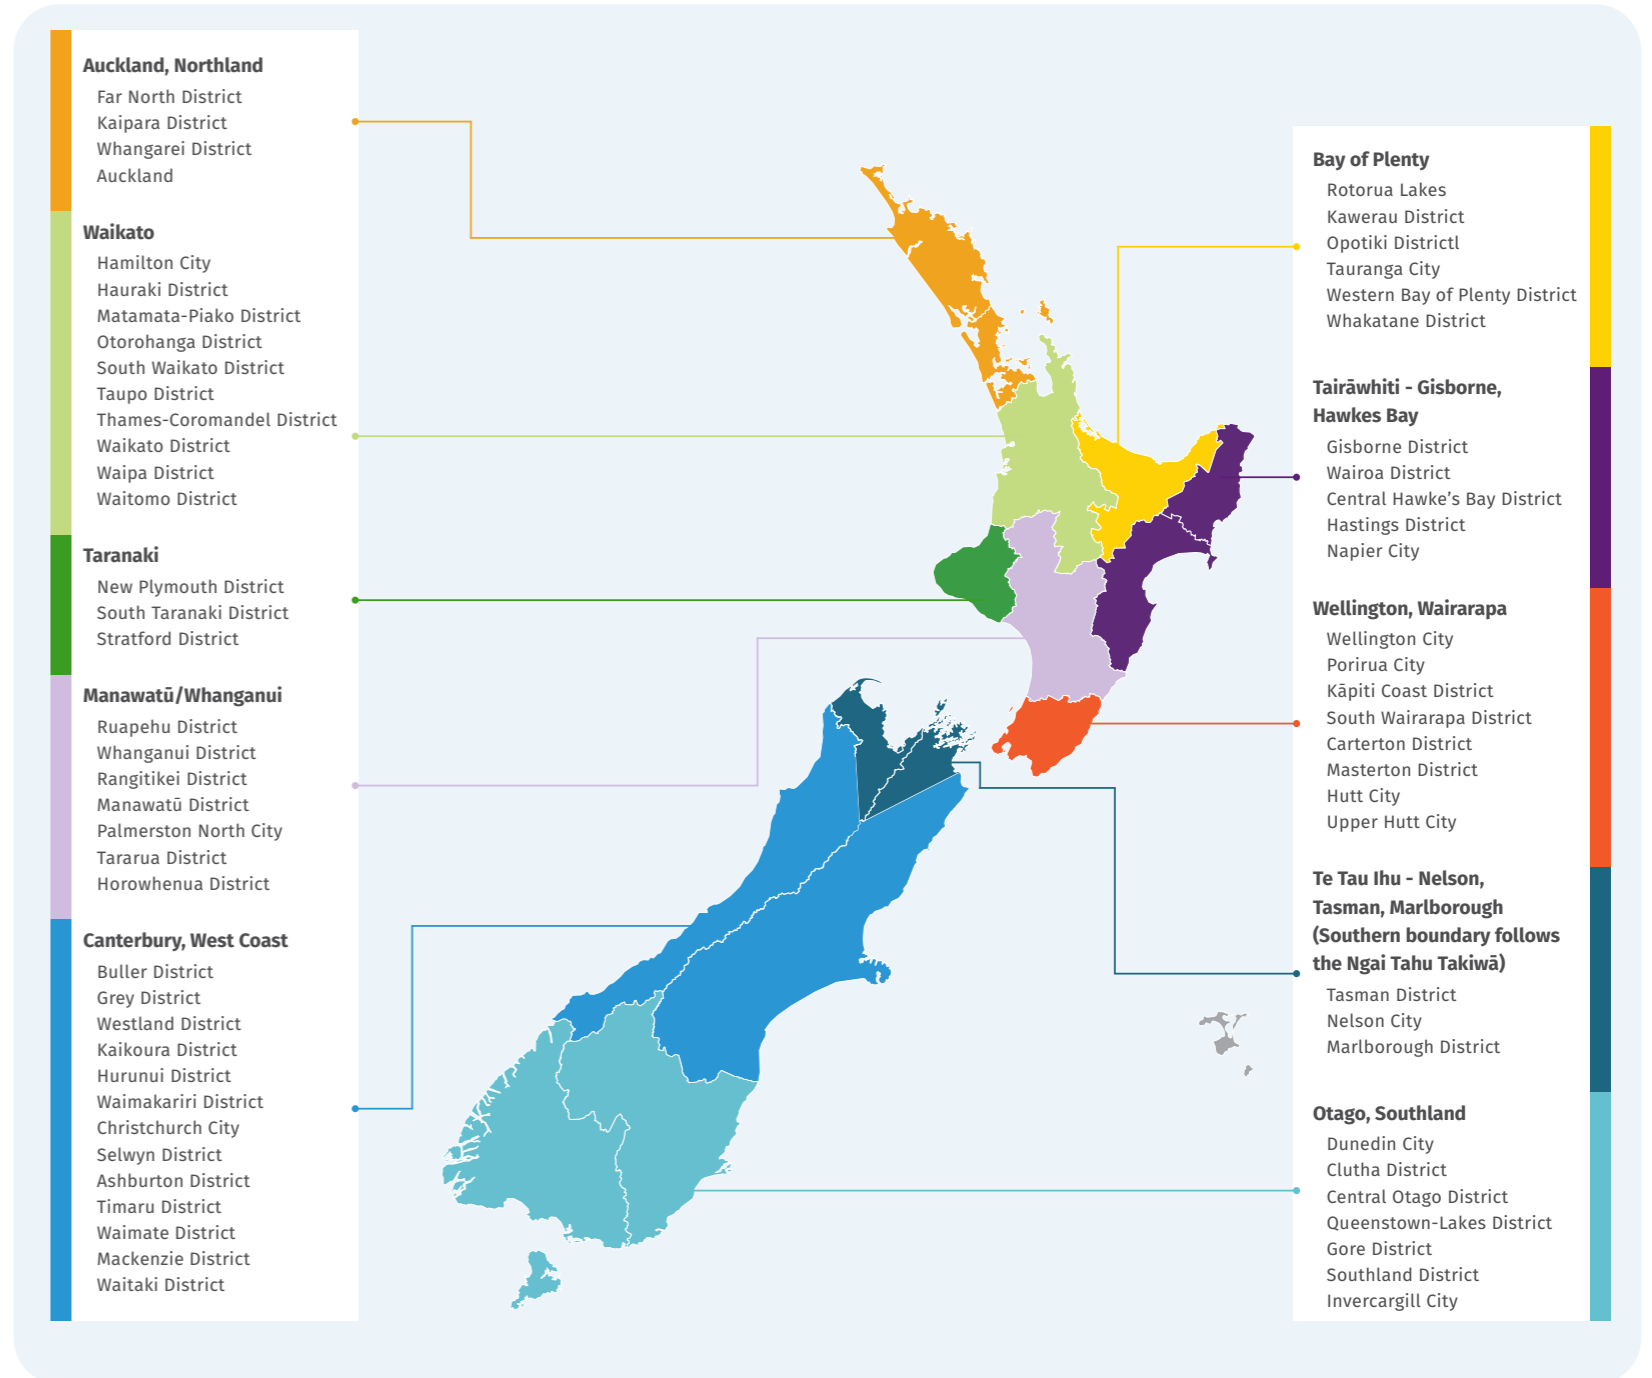 Auckland, Northland
Far North District
Kaipara District
Whangarei District
Auckland
Waikato
Hamilton City
Hauraki District
Matamata-Piako District
Otorohanga District
South Waikato District
Taupo District
Thames-Coromandel District
Waikato District
Waipa District
Waitomo District
Taranaki
New Plymouth District
South Taranaki District
Stratford District
Manawatū/Whanganui
Ruapehu District
Whanganui District
Rangitikei District
Manawatū District
Palmerston North City
Tararua District
Horowhenua District
Canterbury, West Coast
Buller District
Grey District
Westland District
Kaikoura District
Hurunui District
Waimakariri District
Christchurch City
Selwyn District
Ashburton District
Timaru District
Waimate District
Mackenzie District
Waitaki District
Bay of Plenty
Rotorua Lakes
Kawerau District
Opotiki Districtl
Tauranga City
Western Bay of Plenty District
Whakatane District
Tairāwhiti - Gisborne,
Hawkes Bay
Gisborne District
Wairoa District
Central Hawke’s Bay District
Hastings District
Napier City
Wellington, Wairarapa
Wellington City
Porirua City
Kāpiti Coast District
South Wairarapa District
Carterton District
Masterton District
Hutt City
Upper Hutt City
Te Tau Ihu - Nelson,
Tasman, Marlborough
(Southern boundary follows
the Ngai Tahu Takiwā)
Tasman District
Nelson City
Marlborough District
Otago, Southland
Dunedin City
Clutha District
Central Otago District
Queenstown-Lakes District
Gore District
Southland District
Invercargill City